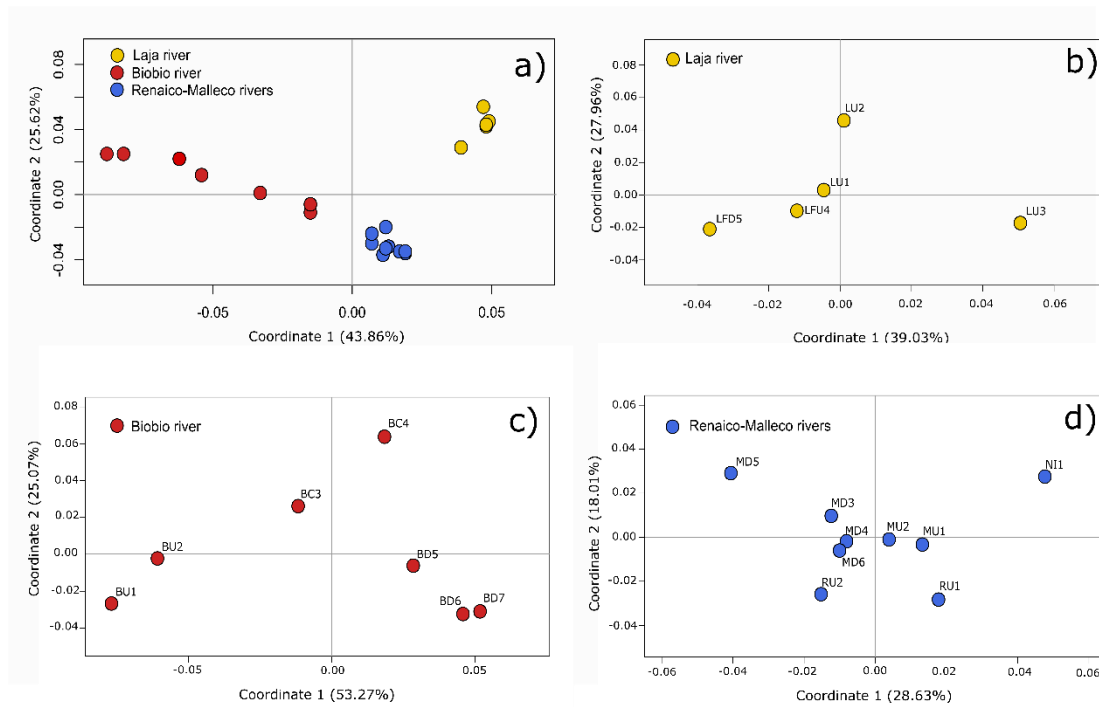 a)
Laja river
Biobio river
Renaico-Malleco rivers
0.08
0.04
0.00
-0.04
Coordinate 2 (25.62%)
-0.05
0.00
0.05
Coordinate 1 (43.86%)
b)
Laja river
0.08
0.06
0.04
0.02
0.00
-0.02
-0.04
Coordinate 2 (27.96%)
LU2
LU1
LFU4
LFD5
LU3
-0.04
-0.02
0.00
0.02
0.04
0.06
Coordinate 1 (39.03%)
c)
Biobio river
0.08
0.06
0.04
0.02
0.00
-0.02
-0.04
Coordinate 2 (25.07%)
BC4
BC3
BU2
BD5
BU1
BD6
BD7
-0.05
0.00
0.05
Coordinate 1 (53.27%)
d)
Renaico-Malleco rivers
0.06
0.04
0.02
0.00
-0.02
-0.04
Coordinate 2 (18.01%)
MD5
NI1
MD3
MD4
MU2
MU1
MD6
RU2
RU1
-0.06
-0.04
-0.02
0.00
0.02
0.04
0.06
Coordinate 1 (28.63%)